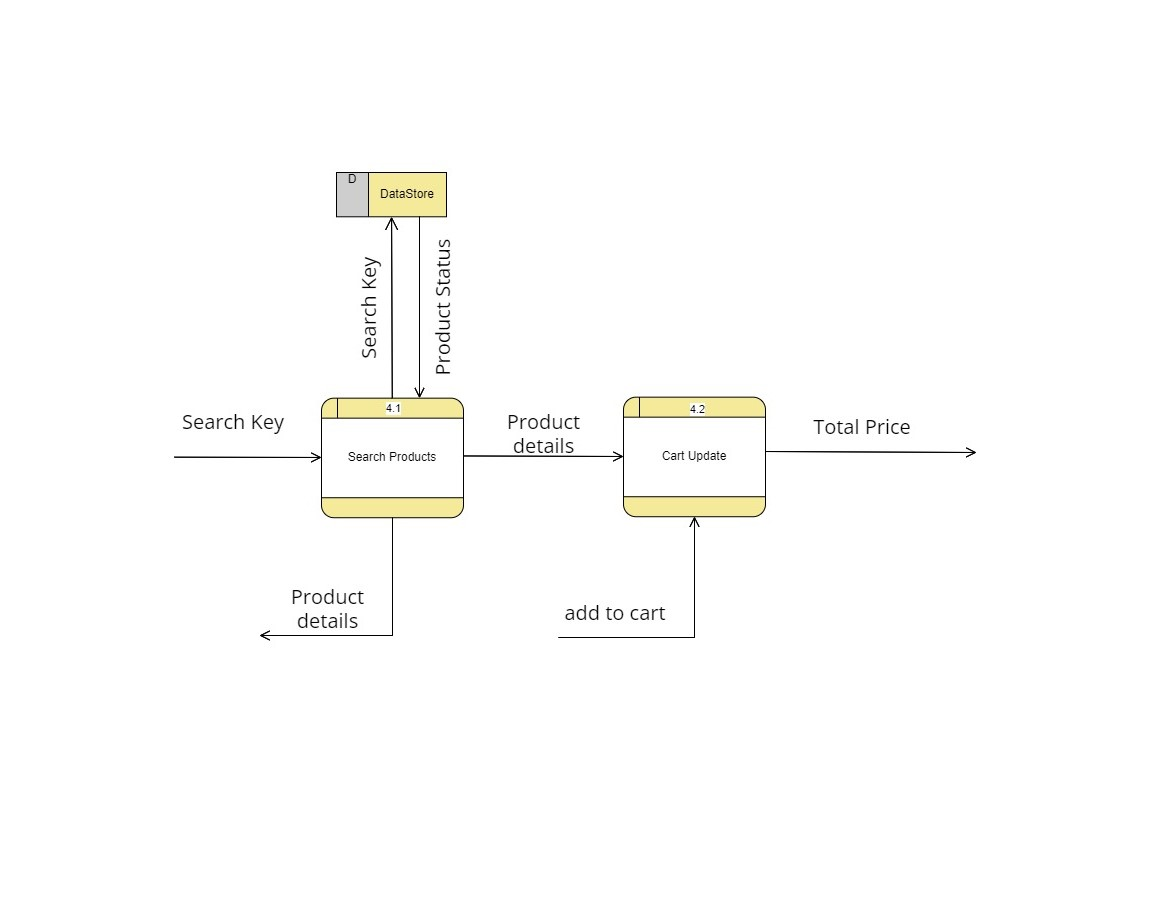 D
DataStore
Search Key
Product Status
Search Key
4.1
Search Products
Product
details
4.2
Cart Update
Total Price
Product
details
add to cart